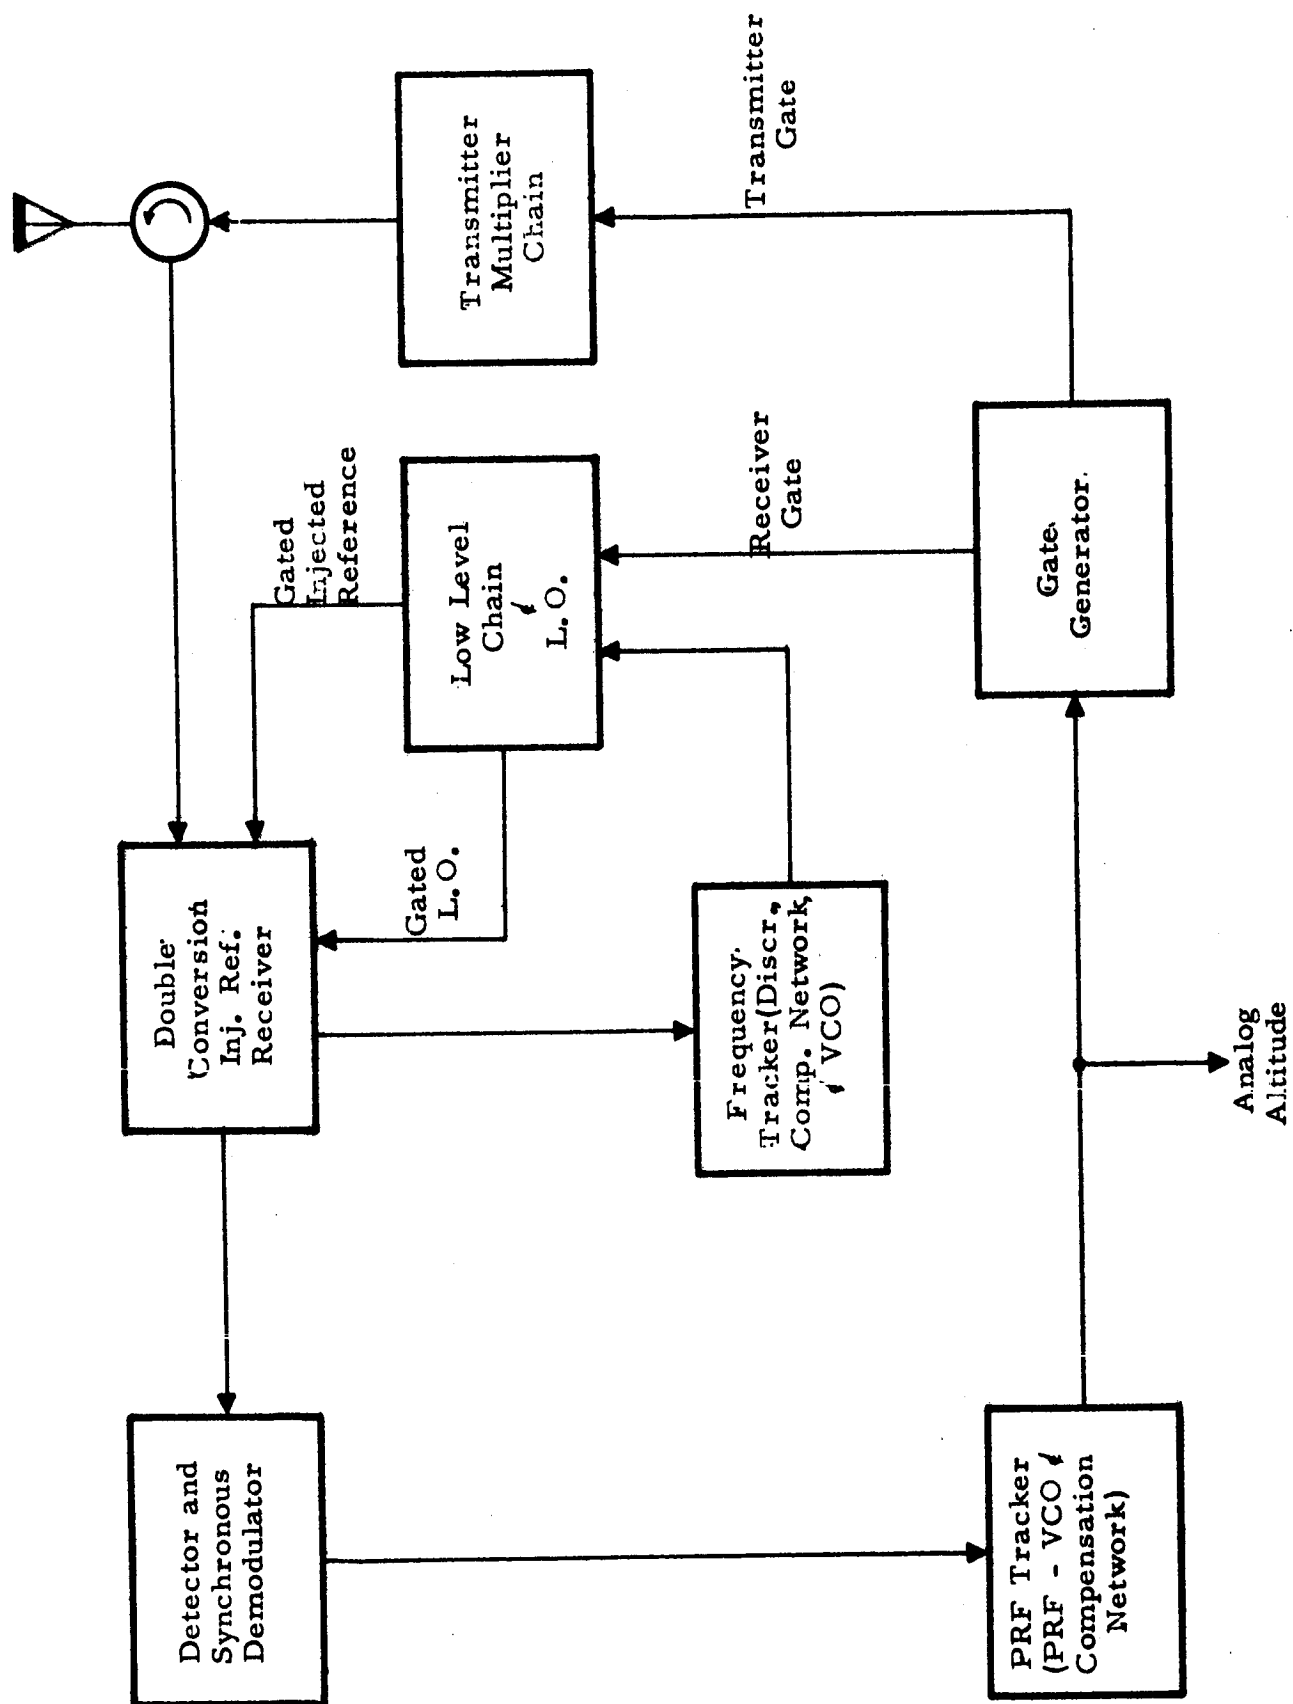 Detector and
Synchronous
Demodulator
Double
Conversion
Inj. Ref.
Receiver
Gated
Injected
Reference
Gated
L.O.
Low Level
Chain
&
L.O.
Transmitter
Multiplier
Chain
Frequency
Tracker(Discr.,
Comp. Network,
& VCO)
Receiver
Gate
Transmitter
Gate
PRF Tracker
(PRF - VCO &
Compensation
Network)
Gate
Generator
Analog
Altitude